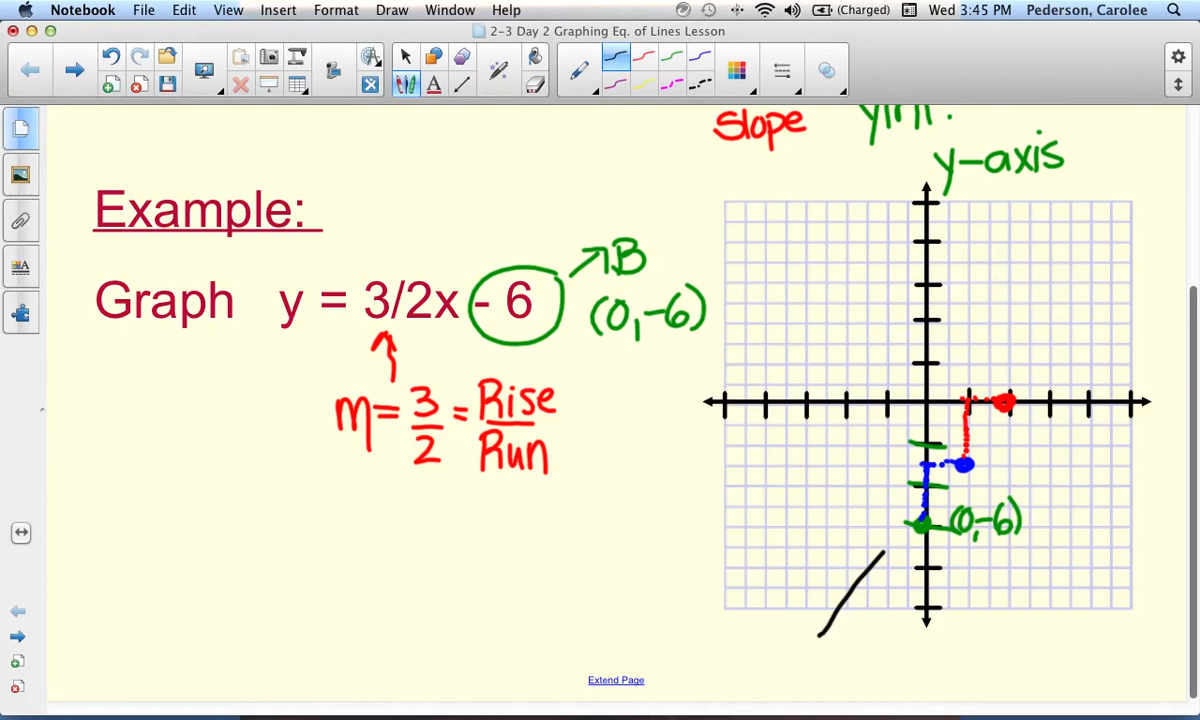 Notebook File Edit View Insert Format Draw Window Help (Charged) Wed 3:45 PM Pederson, Carolee
2-3 Day 2 Graphing Eq. of Lines Lesson
Slope yint.
y-axis
Example:
B
Graph y = 3/2x - 6 (0,-6)
m = 3/2 = Rise/Run
(0,-6)
Extend Page